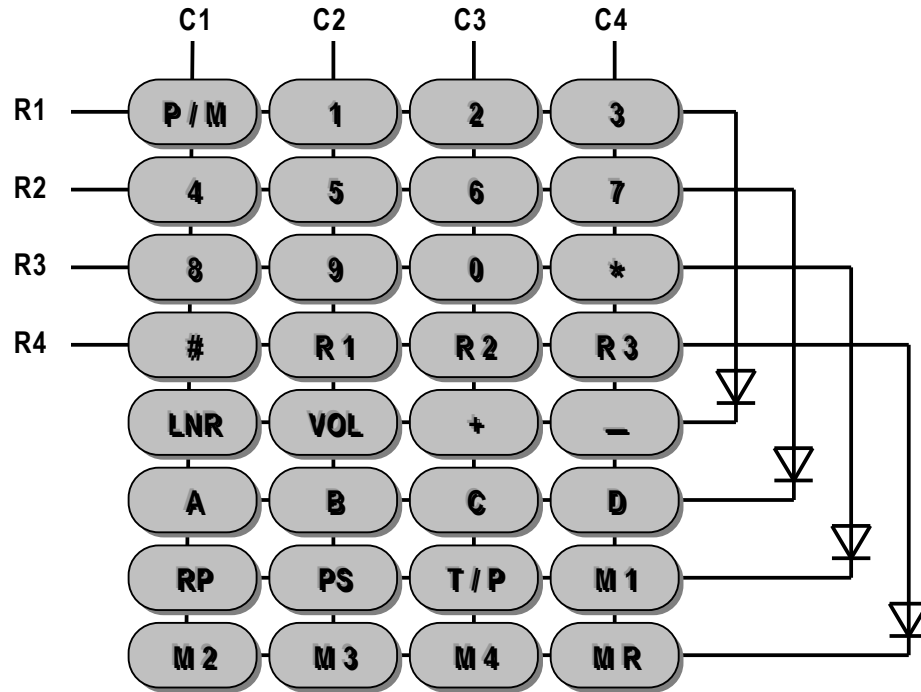 C1 C2 C3 C4
R1 P / M 1 2 3
R2 4 5 6 7
R3 8 9 0 *
R4 # R 1 R 2 R 3
LNR VOL + –
A B C D
RP PS T / P M 1
M 2 M 3 M 4 M R